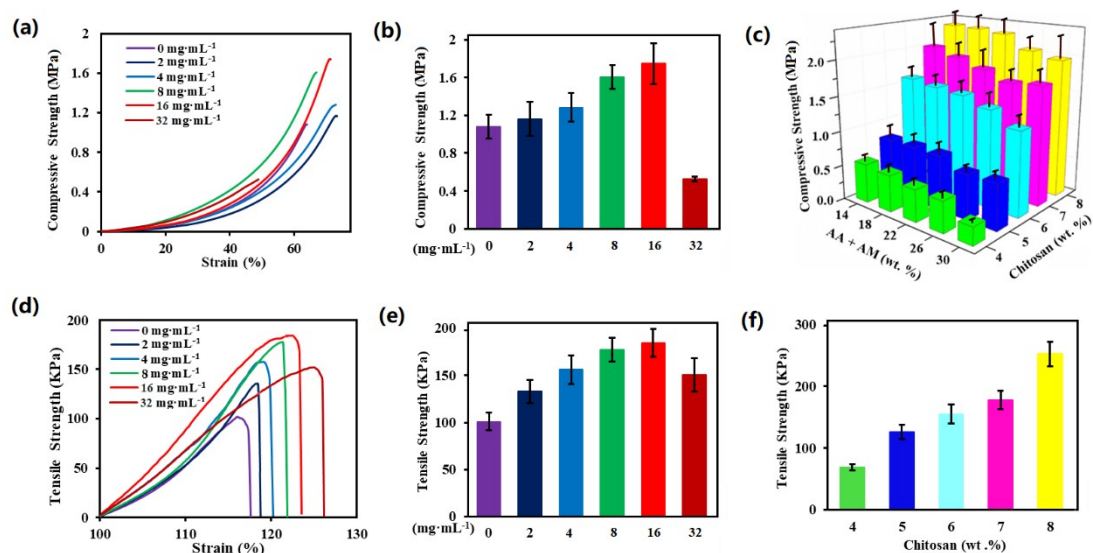 (a)
Compressive Strength (MPa)
2
1.6
1.2
0.8
0.4
0
0 mg·mL⁻¹
2 mg·mL⁻¹
4 mg·mL⁻¹
8 mg·mL⁻¹
16 mg·mL⁻¹
32 mg·mL⁻¹
0 20 40 60
Strain (%)
(b)
Compressive Strength (MPa)
2
1.6
1.2
0.8
0.4
0
(mg·mL⁻¹) 0 2 4 8 16 32
(c)
Compressive Strength (MPa)
2.0
1.5
1.0
0.5
0.0
14 18 22 26 30
AA + AM (wt. %)
4 5 6 7 8
Chitosan (wt. %)
(d)
Tensile Strength (KPa)
200
150
100
50
0
0 mg·mL⁻¹
2 mg·mL⁻¹
4 mg·mL⁻¹
8 mg·mL⁻¹
16 mg·mL⁻¹
32 mg·mL⁻¹
100 110 120 130
Strain (%)
(e)
Tensile Strength (KPa)
200
150
100
50
0
(mg·mL⁻¹) 0 2 4 8 16 32
(f)
Tensile Strength (KPa)
300
200
100
0
4 5 6 7 8
Chitosan (wt .%)